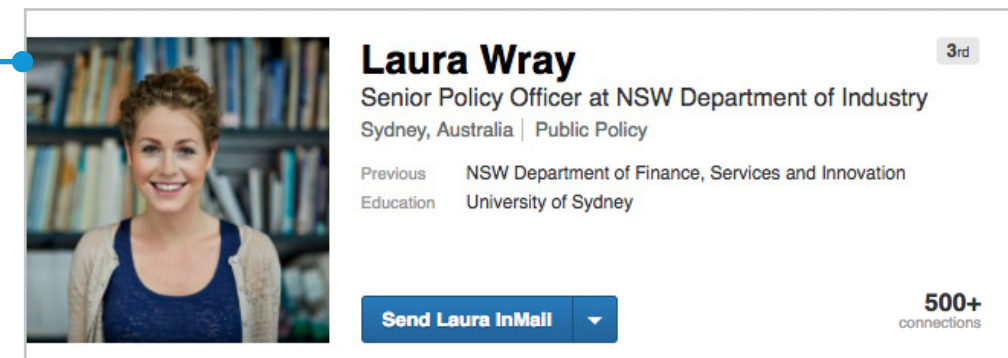 Laura Wray
3rd
Senior Policy Officer at NSW Department of Industry
Sydney, Australia | Public Policy
Previous NSW Department of Finance, Services and Innovation
Education University of Sydney
Send Laura InMail
500+
connections